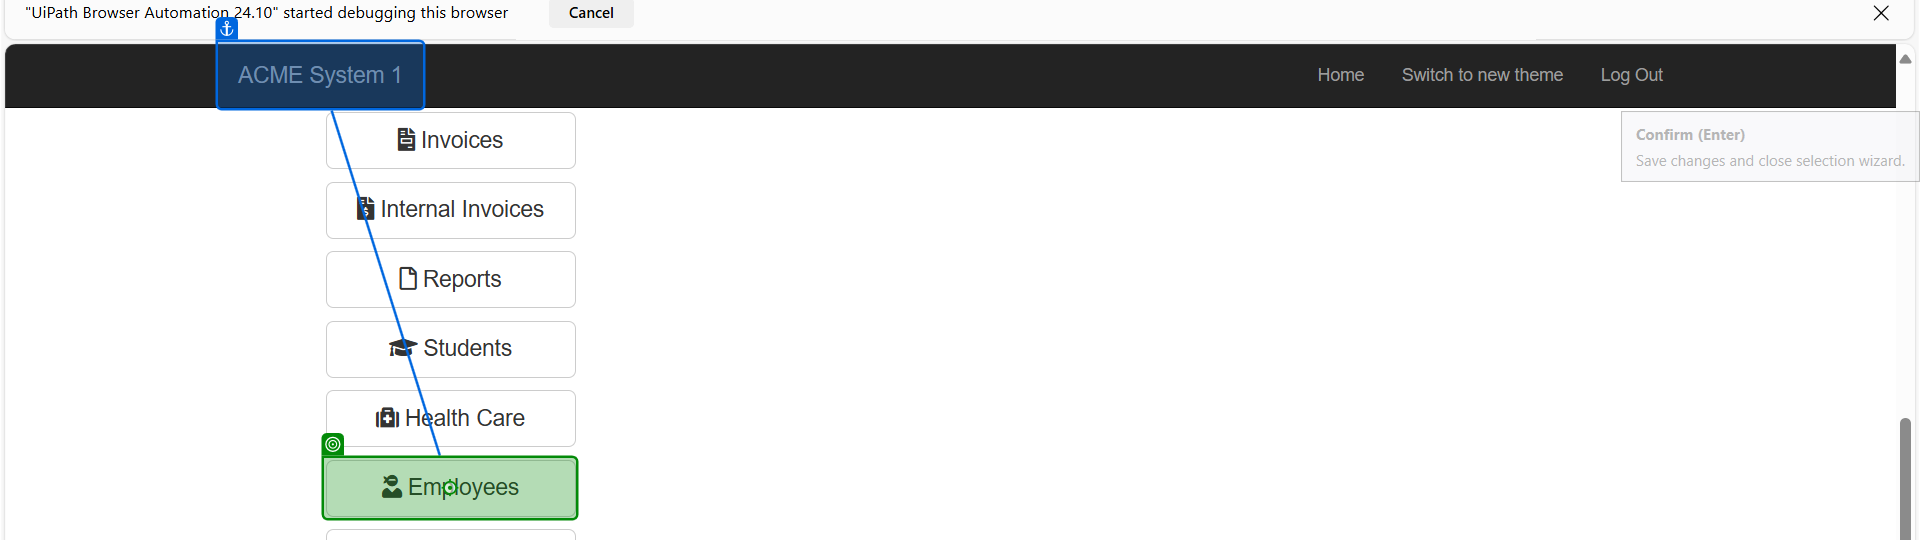 "UiPath Browser Automation 24.10" started debugging this browser
Cancel
ACME System 1
Home
Switch to new theme
Log Out
Confirm (Enter)
Save changes and close selection wizard.
Invoices
Internal Invoices
Reports
Students
Health Care
Employees